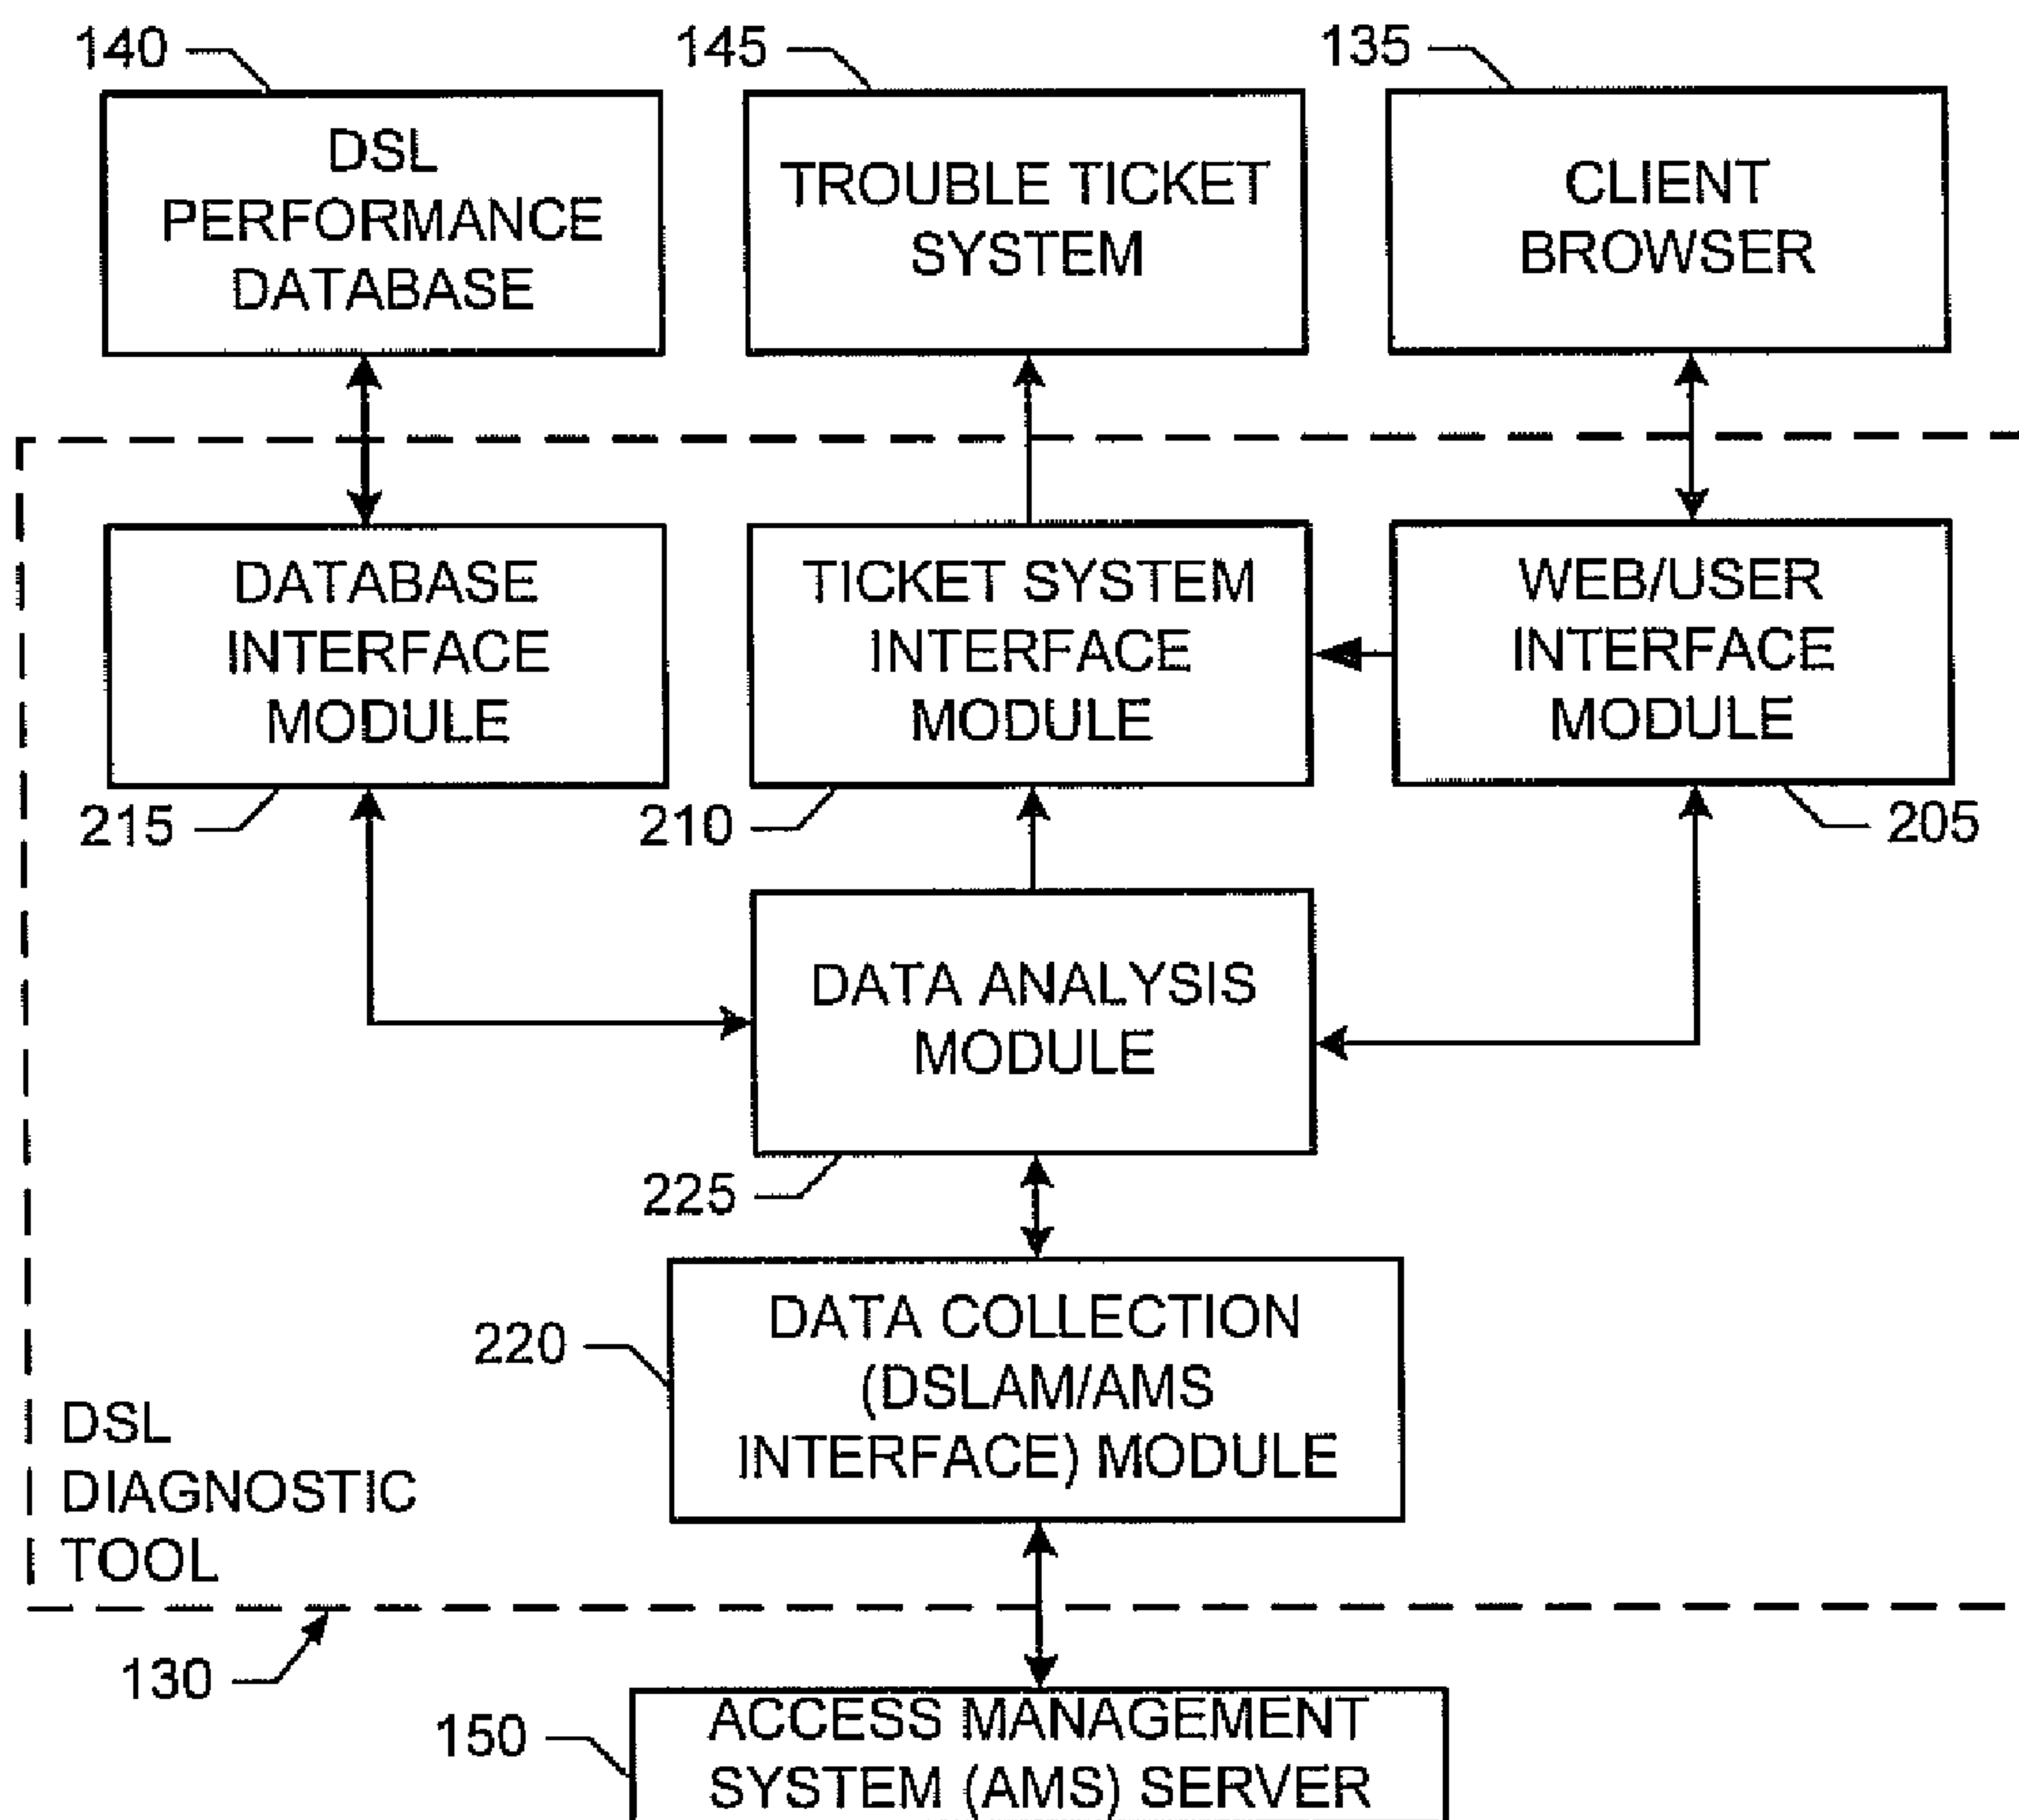 140
145
135
DSL
PERFORMANCE
DATABASE
TROUBLE TICKET
SYSTEM
CLIENT
BROWSER
DATABASE
INTERFACE
MODULE
TICKET SYSTEM
INTERFACE
MODULE
WEB/USER
INTERFACE
MODULE
215
210
205
DATA ANALYSIS
MODULE
225
DATA COLLECTION
(DSLAM/AMS
INTERFACE) MODULE
220
DSL
DIAGNOSTIC
TOOL
130
150
ACCESS MANAGEMENT
SYSTEM (AMS) SERVER